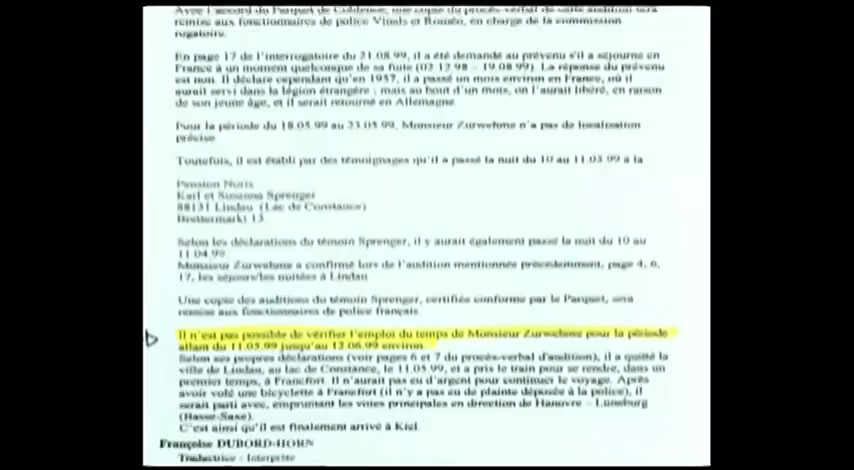 Avec l'accord du Parquet de Coblence, une copie du procès-verbal de cette audition sera
remise aux fonctionnaires de police Vinals et Roméo, en charge de la commission
rogatoire.
En page 17 de l'interrogatoire du 21.08.99, il a été demandé au prévenu s'il a séjourné en
France à un moment quelconque de sa fuite (02.12.98 - 19.08.99). La réponse du prévenu
est non. Il déclare cependant qu'en 1957, il a passé un mois environ en France, où il
aurait servi dans la légion étrangère ; mais au bout d'un mois, on l'aurait libéré, en raison
de son jeune âge, et il serait retourné en Allemagne.
Pour la période du 18.05.99 au 23.05.99, Monsieur Zurwehme n'a pas de localisation
précise.
Toutefois, il est établi par des témoignages qu'il a passé la nuit du 10 au 11.05.99 à la
Pension Noris
Karl et Susanna Sprenger
88131 Lindau (Lac de Constance)
Brettermarkt 13
Selon les déclarations du témoin Sprenger, il y aurait également passé la nuit du 10 au
11.04.99.
Monsieur Zurwehme a confirmé lors de l'audition mentionnée précédemment, page 4, 6,
17, les séjours/les nuitées à Lindau.
Une copie des auditions du témoin Sprenger, certifiée conforme par le Parquet, sera
remise aux fonctionnaires de police français.
Il n'est pas possible de vérifier l'emploi du temps de Monsieur Zurwehme pour la période
allant du 11.05.99 jusqu'au 12.06.99 environ.
Selon ses propres déclarations (voir pages 6 et 7 du procès-verbal d'audition), il a quitté la
ville de Lindau, au lac de Constance, le 11.05.99, et a pris le train pour se rendre, dans un
premier temps, à Francfort. Il n'aurait pas eu d'argent pour continuer le voyage. Après
avoir volé une bicyclette à Francfort (il n'y a pas eu de plainte déposée à la police), il
serait parti avec, empruntant les voies principales en direction de Hanovre - Luneburg
(Basse-Saxe).
C'est ainsi qu'il est finalement arrivé à Kiel.
Françoise DUBORD-HORN
Traductrice - Interprète